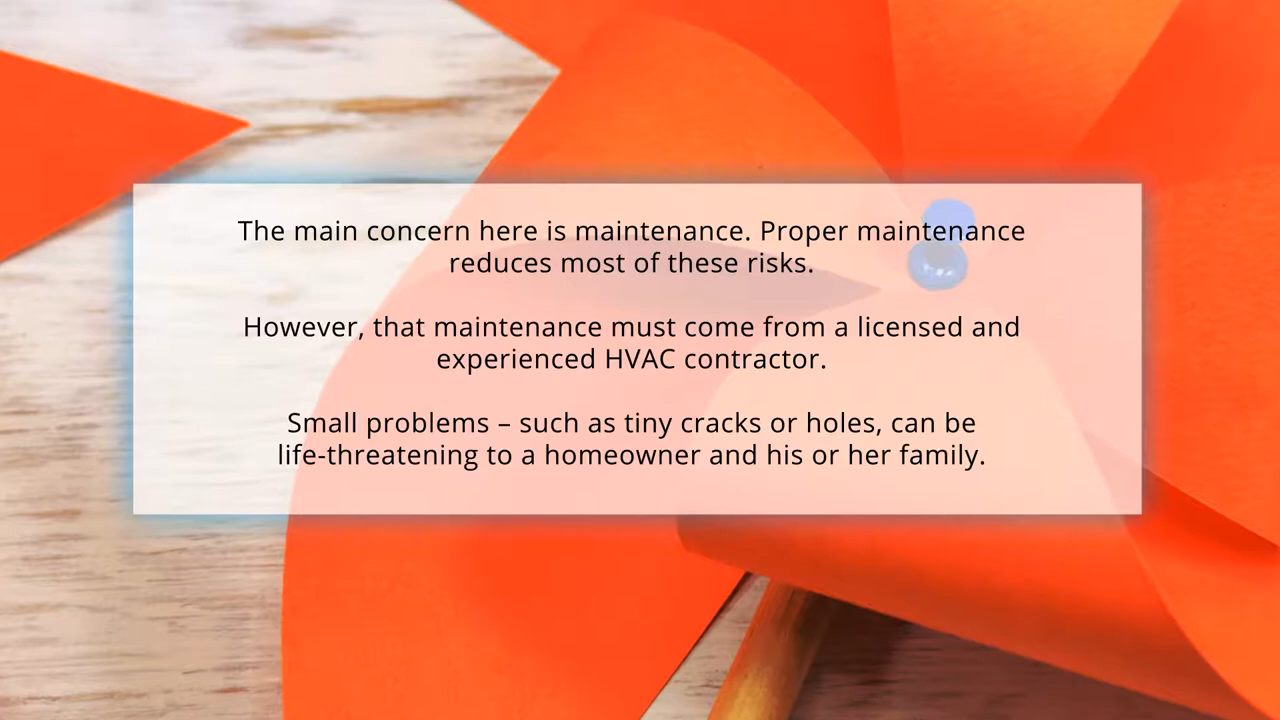 The main concern here is maintenance. Proper maintenance
reduces most of these risks.
However, that maintenance must come from a licensed and
experienced HVAC contractor.
Small problems – such as tiny cracks or holes, can be
life-threatening to a homeowner and his or her family.